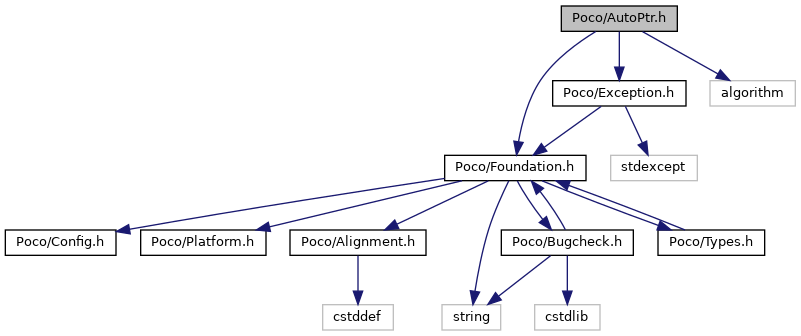 Poco/AutoPtr.h
Poco/Exception.h
algorithm
Poco/Foundation.h
stdexcept
Poco/Config.h
Poco/Platform.h
Poco/Alignment.h
Poco/Bugcheck.h
Poco/Types.h
cstddef
string
cstdlib